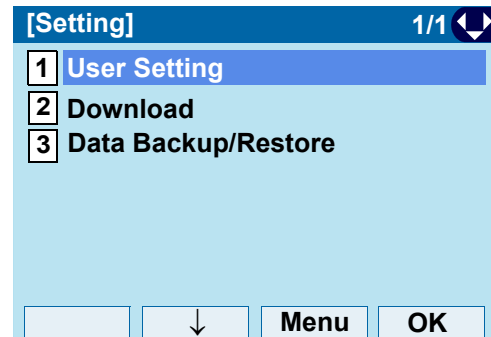 [Setting] 1/1
1 User Setting
2 Download
3 Data Backup/Restore
↓ Menu OK